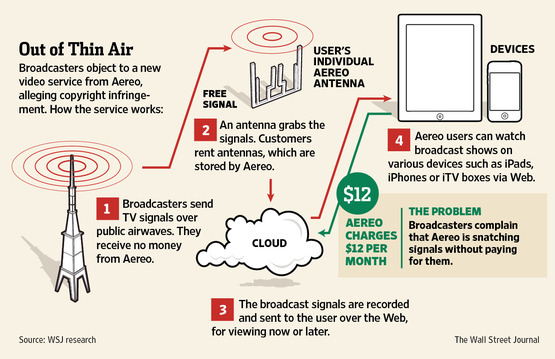 Out of Thin Air
Broadcasters object to a new
video service from Aereo,
alleging copyright infringe-
ment. How the service works:
FREE
SIGNAL
USER'S
INDIVIDUAL
AEREO
ANTENNA
DEVICES
1 Broadcasters send
TV signals over
public airwaves. They
receive no money
from Aereo.
2 An antenna grabs the
signals. Customers
rent antennas, which are
stored by Aereo.
CLOUD
3 The broadcast signals are recorded
and sent to the user over the Web,
for viewing now or later.
4 Aereo users can watch
broadcast shows on
various devices such as iPads,
iPhones or iTV boxes via Web.
$12
AEREO
CHARGES
$12 PER
MONTH
THE PROBLEM
Broadcasters complain
that Aereo is snatching
signals without paying
for them.
Source: WSJ research
The Wall Street Journal